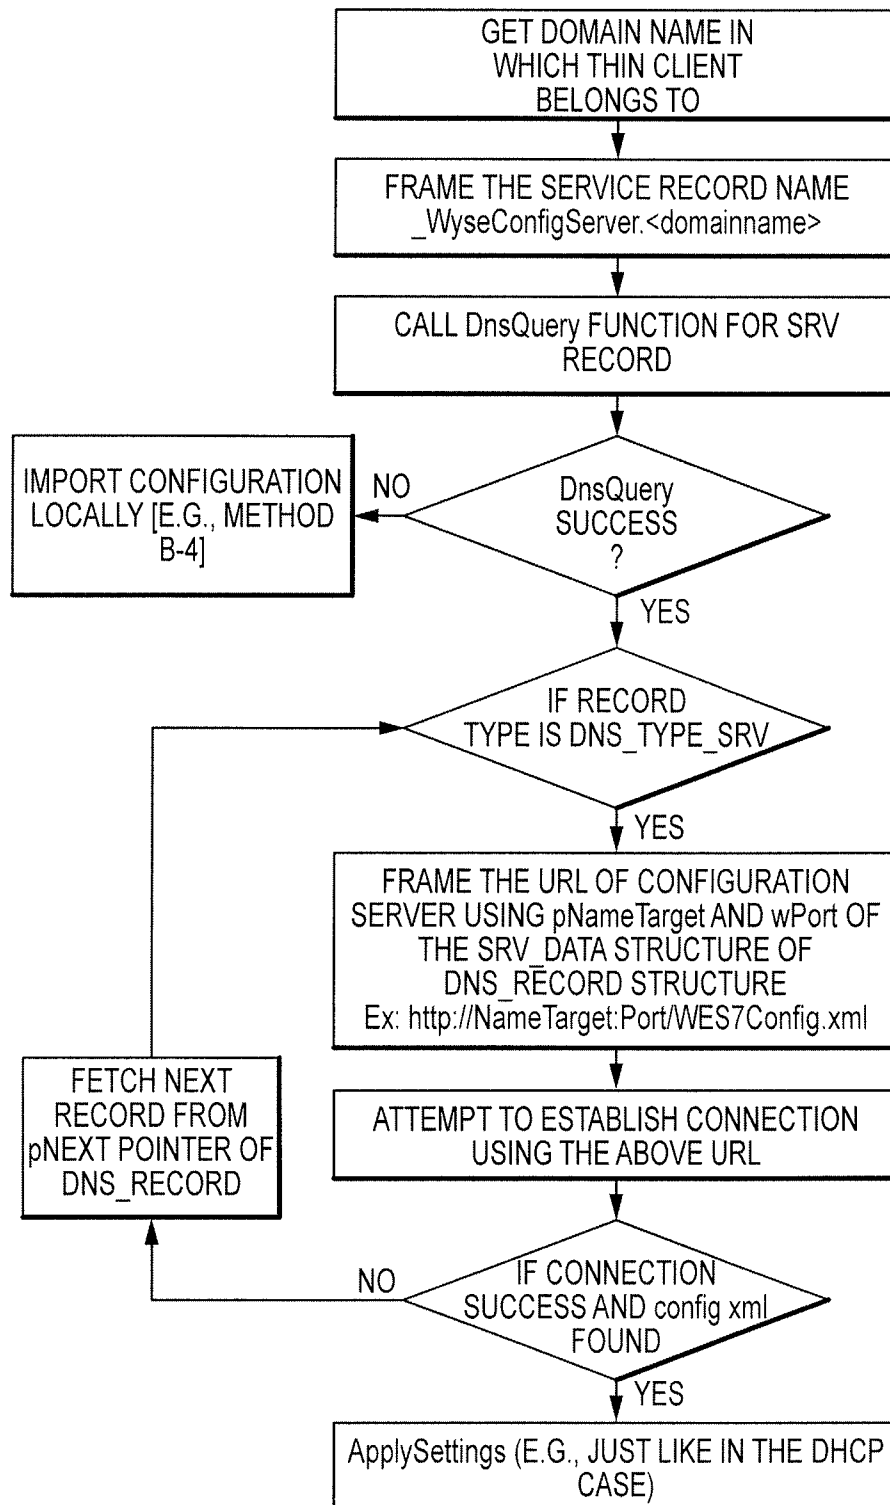 GET DOMAIN NAME IN
WHICH THIN CLIENT
BELONGS TO
FRAME THE SERVICE RECORD NAME
_WyseConfigServer.<domainname>
CALL DnsQuery FUNCTION FOR SRV
RECORD
DnsQuery
SUCCESS
?
NO
IMPORT CONFIGURATION
LOCALLY [E.G., METHOD
B-4]
YES
IF RECORD
TYPE IS DNS_TYPE_SRV
YES
FRAME THE URL OF CONFIGURATION
SERVER USING pNameTarget AND wPort OF
THE SRV_DATA STRUCTURE OF
DNS_RECORD STRUCTURE
Ex: http://NameTarget:Port/WES7Config.xml
ATTEMPT TO ESTABLISH CONNECTION
USING THE ABOVE URL
IF CONNECTION
SUCCESS AND config xml
FOUND
NO
FETCH NEXT
RECORD FROM
pNEXT POINTER OF
DNS_RECORD
YES
ApplySettings (E.G., JUST LIKE IN THE DHCP
CASE)